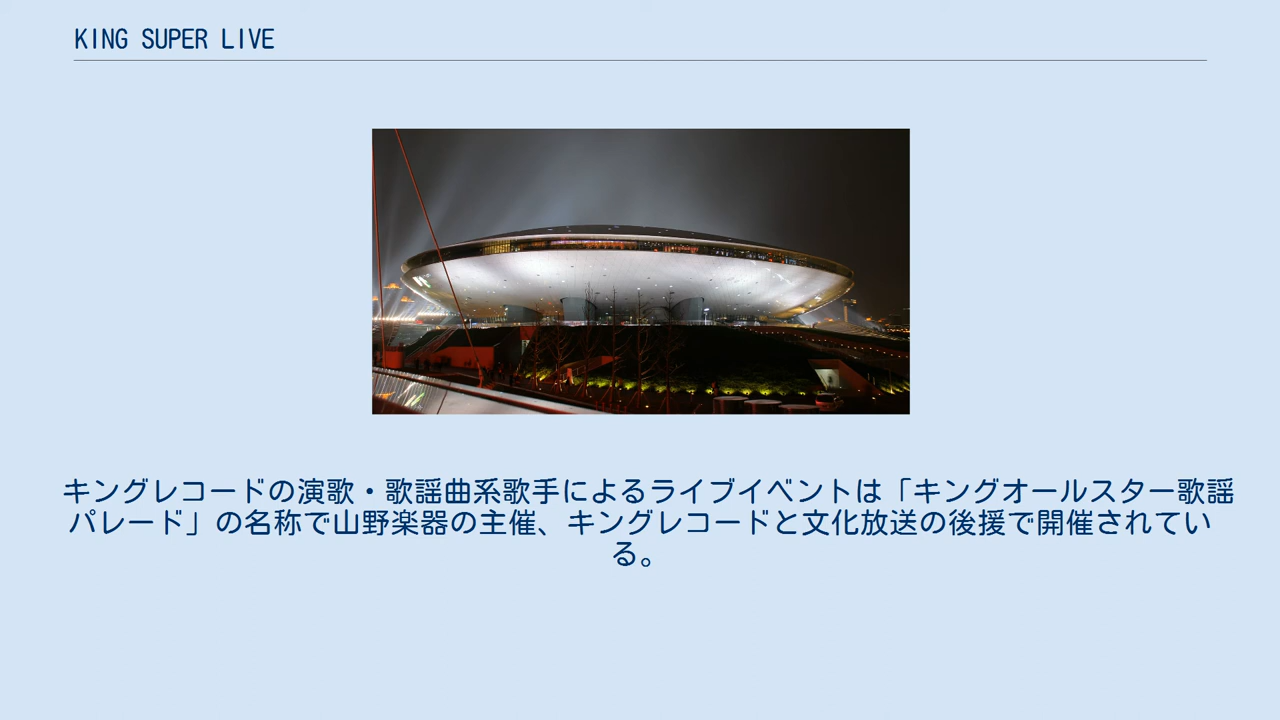 KING SUPER LIVE
キングレコードの演歌・歌謡曲系歌手によるライブイベントは「キングオールスター歌謡
パレード」の名称で山野楽器の主催、キングレコードと文化放送の後援で開催されてい
る。